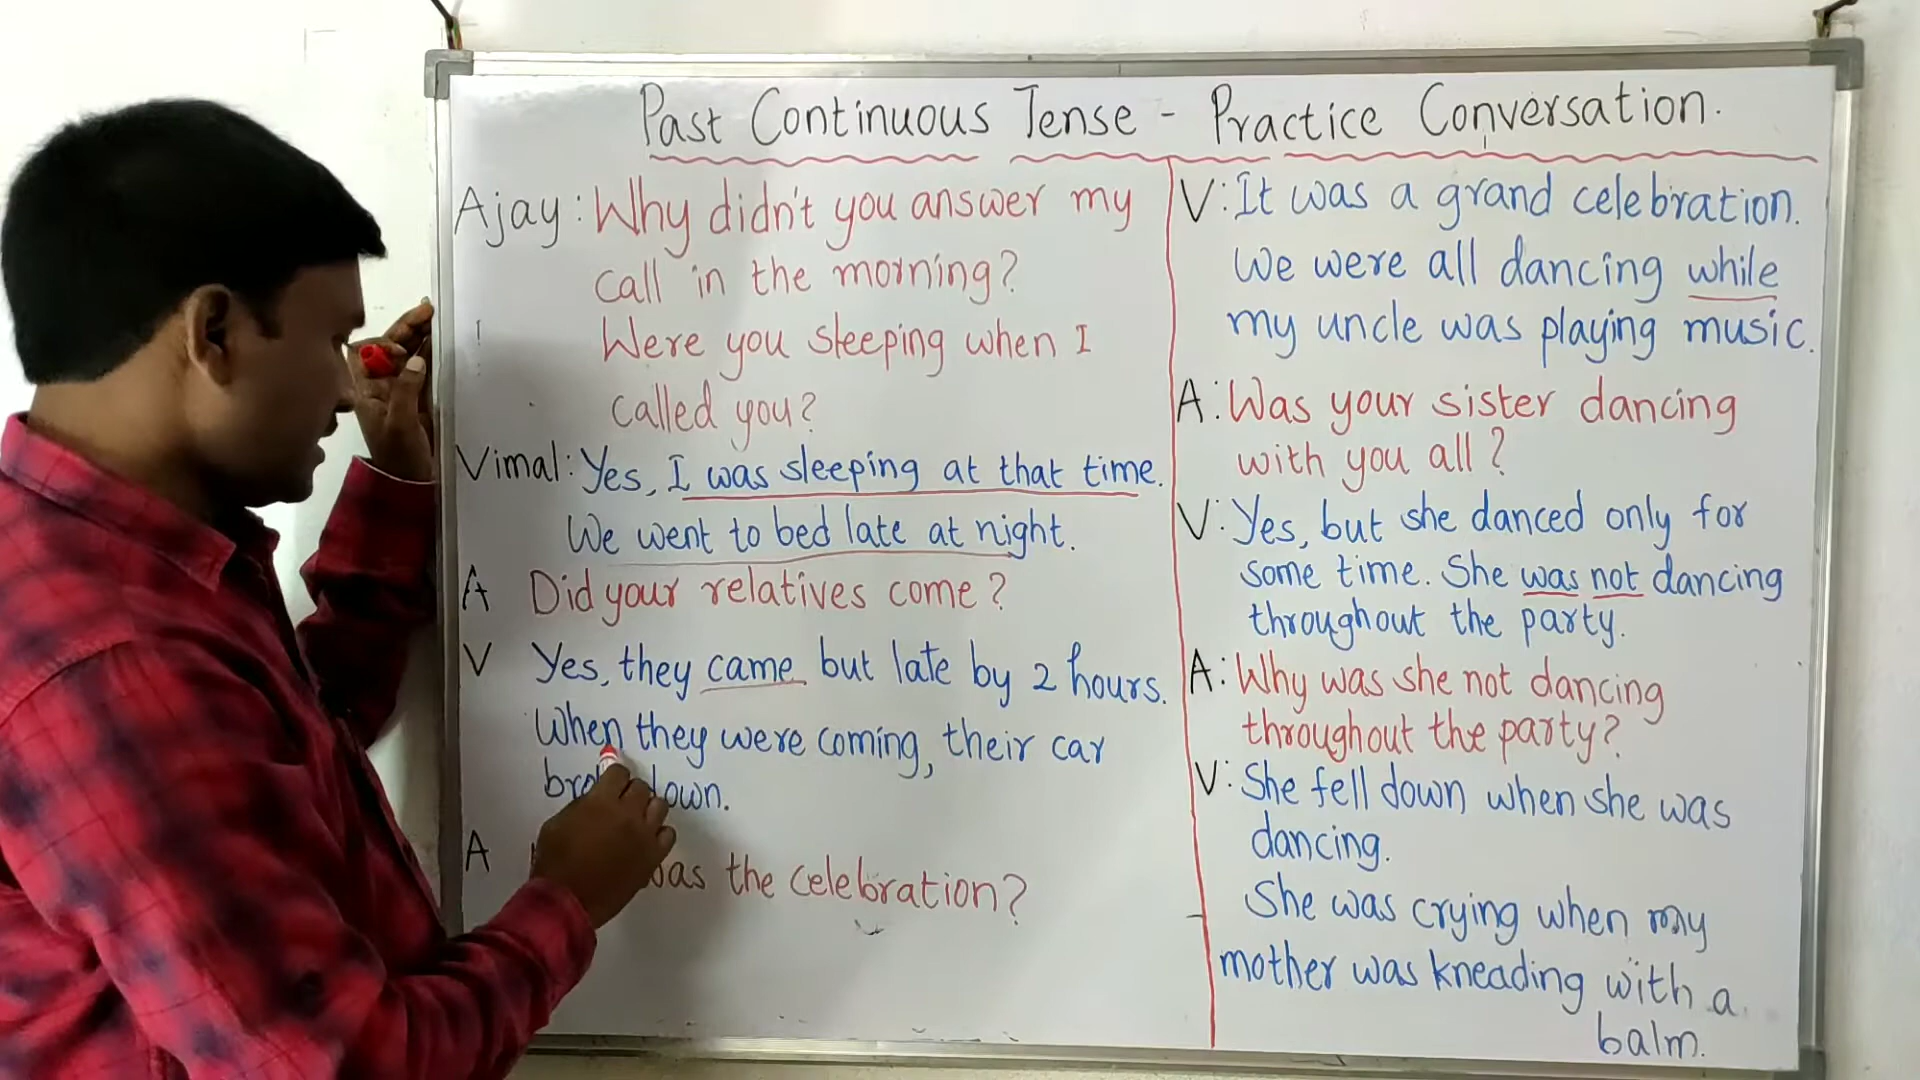 Past Continuous Tense - Practice Conversation.
Ajay: Why didn't you answer my
call in the morning?
Were you sleeping when I
called you?
Vimal: Yes, I was sleeping at that time.
We went to bed late at night.
A Did your relatives come?
V Yes, they came but late by 2 hours.
When they were coming, their car
down.
A the celebration?
V: It was a grand celebration.
We were all dancing while
my uncle was playing music.
A: Was your sister dancing
with you all?
V: Yes, but she danced only for
some time. She was not dancing
throughout the party.
A: Why was she not dancing
throughout the party?
V: She fell down when she was
dancing.
She was crying when my
mother was kneading with a
balm.